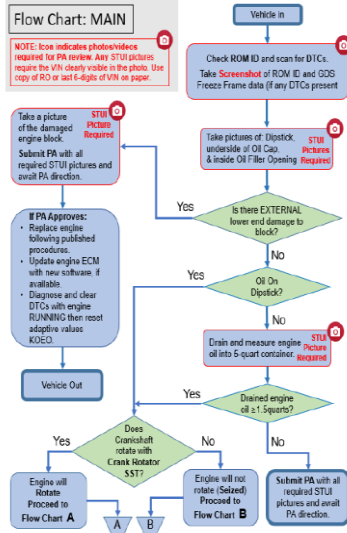 Flow Chart: MAIN
NOTE: Icon indicates photos/videos
required for PA review. Any STUI pictures
require the VIN clearly visible in the photo. Use
copy of RO or last 6-digits of VIN on paper.
Vehicle in
Check ROM ID and scan for DTCs.
Take Screenshot of ROM ID and GDS
Freeze Frame data (if any DTCs present
Take pictures of: Dipstick,
underside of Oil Cap,
& inside Oil Filler Opening
STUI
Pictures
Required
Is there EXTERNAL
lower end damage to
block?
Yes
No
Take a picture
of the damaged
engine block.
STUI
Picture
Required
Submit PA with all
required STUI pictures and
await PA direction.
If PA Approves:
• Replace engine
following published
procedures.
• Update engine ECM
with new software, if
available.
• Diagnose and clear
DTCs with engine
RUNNING then reset
adaptive values
KOEO.
Vehicle Out
Oil On
Dipstick?
Yes
No
Drain and measure engine
oil into 5-quart container.
STUI
Picture
Required
Drained engine
oil ≥1.5quarts?
Yes
No
Does
Crankshaft
rotate with
Crank Rotator
SST?
Yes
No
Engine will
Rotate
Proceed to
Flow Chart A
A
Engine will not
rotate (Seized)
Proceed to
Flow Chart B
B
Submit PA with all
required STUI
pictures and await
PA direction.